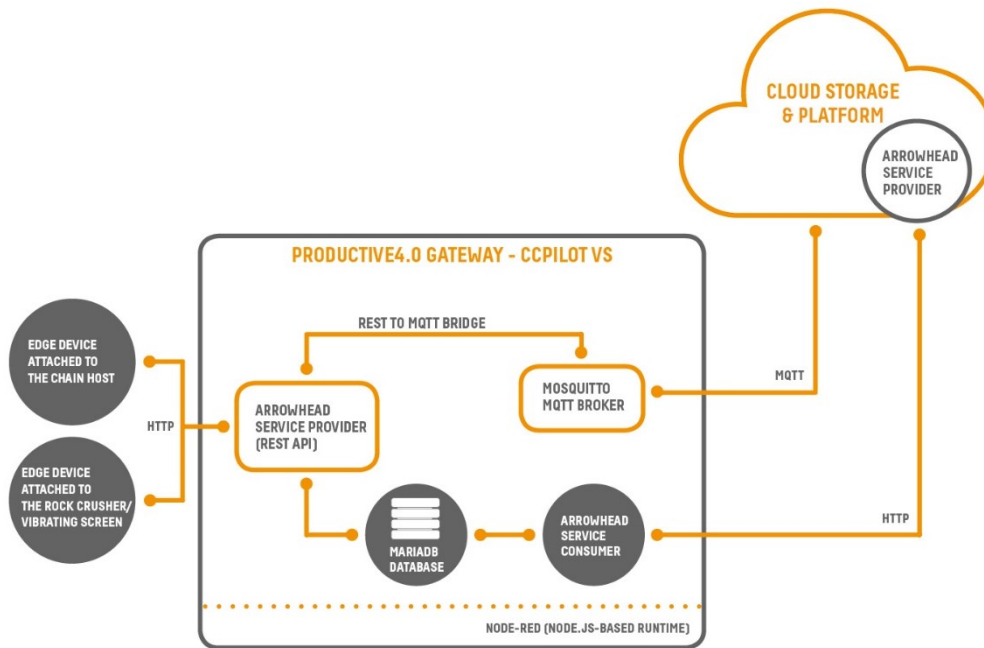 CLOUD STORAGE
& PLATFORM
ARROWHEAD
SERVICE
PROVIDER
PRODUCTIVE4.0 GATEWAY - CCPILOT VS
REST TO MQTT BRIDGE
EDGE DEVICE
ATTACHED TO
THE CHAIN HOST
HTTP
EDGE DEVICE
ATTACHED TO
THE ROCK CRUSHER/
VIBRATING SCREEN
ARROWHEAD
SERVICE PROVIDER
(REST API)
MOSQUITTO
MQTT BROKER
MQTT
MARIADB
DATABASE
ARROWHEAD
SERVICE
CONSUMER
HTTP
NODE-RED (NODE.JS-BASED RUNTIME)